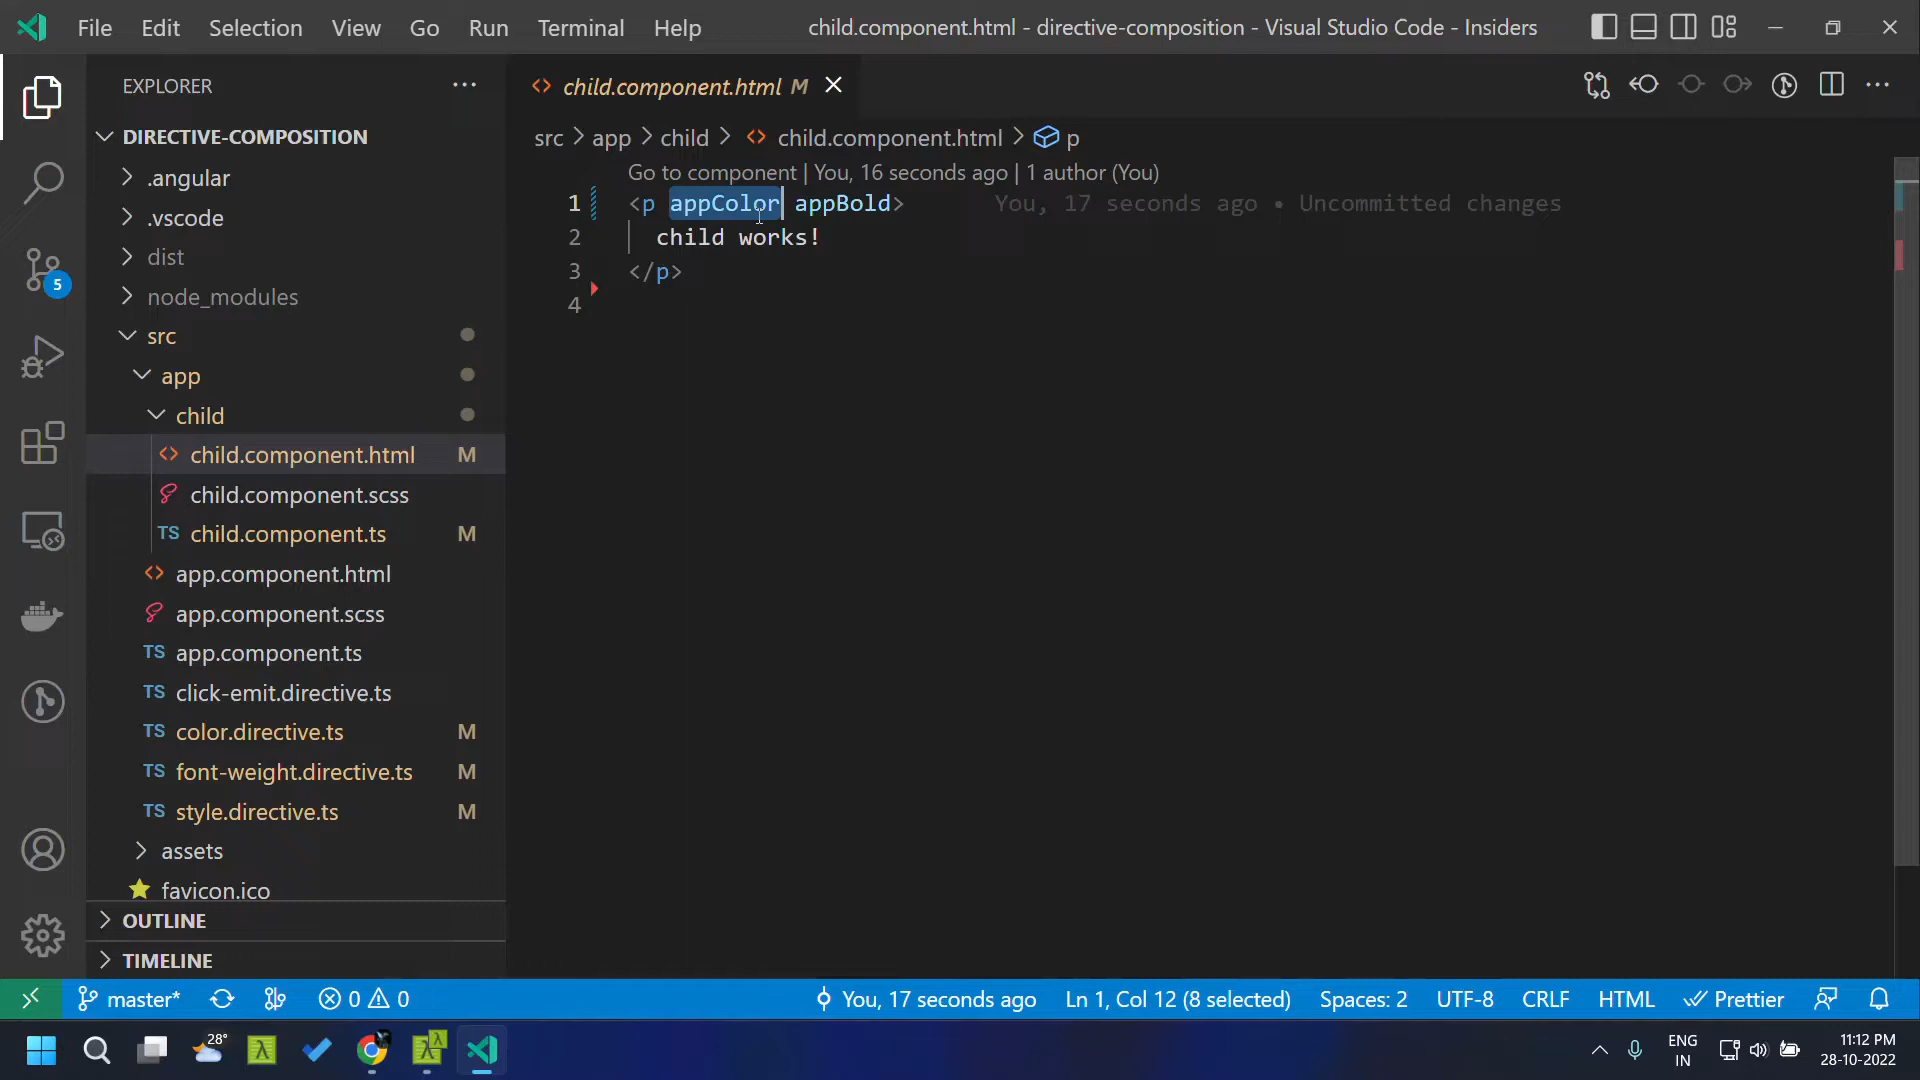 File Edit Selection View Go Run Terminal Help
child.component.html - directive-composition - Visual Studio Code - Insiders
EXPLORER
DIRECTIVE-COMPOSITION
.angular
.vscode
dist
node_modules
src
app
child
child.component.html M
child.component.scss
TS child.component.ts M
app.component.html
app.component.scss
TS app.component.ts
TS click-emit.directive.ts
TS color.directive.ts M
TS font-weight.directive.ts M
TS style.directive.ts M
assets
favicon.ico
OUTLINE
TIMELINE
5
child.component.html M
src > app > child > child.component.html > p
Go to component | You, 16 seconds ago | 1 author (You)
1 <p appColor appBold> You, 17 seconds ago • Uncommitted changes
2 child works!
3 </p>
4
master* 0 0 You, 17 seconds ago Ln 1, Col 12 (8 selected) Spaces: 2 UTF-8 CRLF HTML Prettier
28°
ENG
IN
11:12 PM
28-10-2022